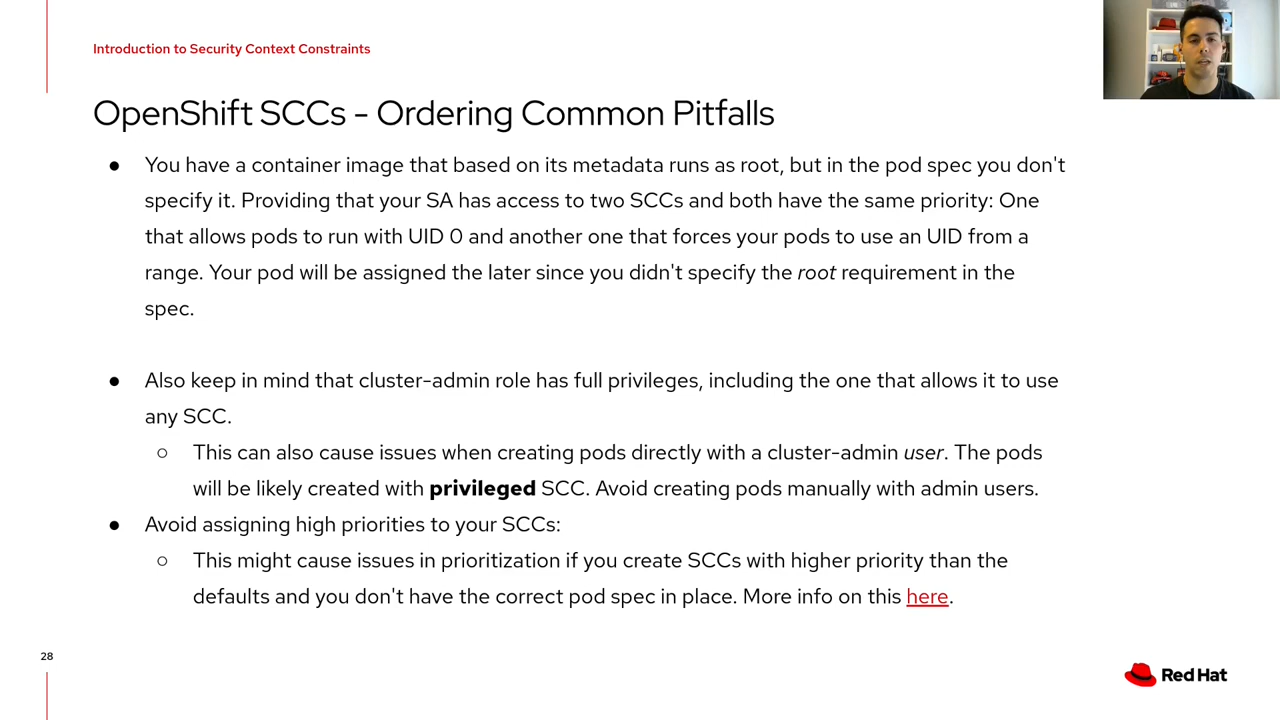 Introduction to Security Context Constraints
OpenShift SCCs - Ordering Common Pitfalls
● You have a container image that based on its metadata runs as root, but in the pod spec you don't
specify it. Providing that your SA has access to two SCCs and both have the same priority: One
that allows pods to run with UID 0 and another one that forces your pods to use an UID from a
range. Your pod will be assigned the later since you didn't specify the root requirement in the
spec.
● Also keep in mind that cluster-admin role has full privileges, including the one that allows it to use
any SCC.
○ This can also cause issues when creating pods directly with a cluster-admin user. The pods
will be likely created with privileged SCC. Avoid creating pods manually with admin users.
● Avoid assigning high priorities to your SCCs:
○ This might cause issues in prioritization if you create SCCs with higher priority than the
defaults and you don't have the correct pod spec in place. More info on this here.
28
Red Hat